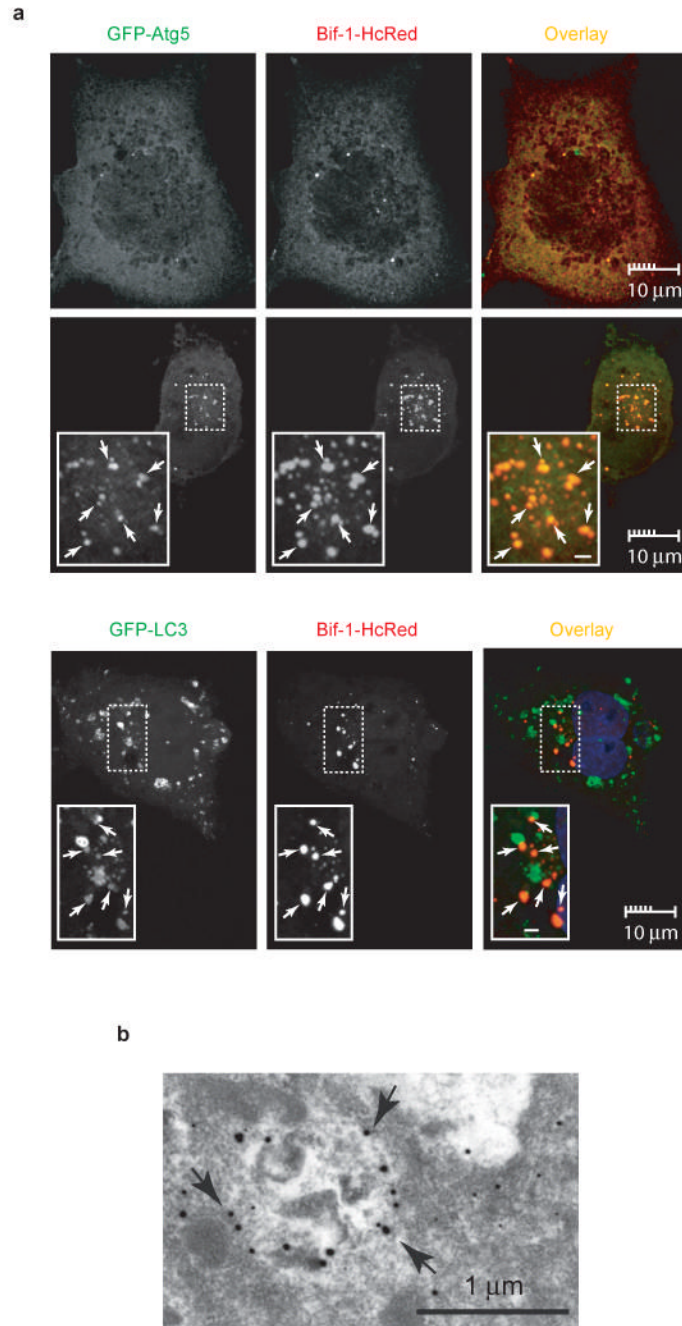 a
GFP-Atg5 Bif-1-HcRed Overlay
10 μm
10 μm
GFP-LC3 Bif-1-HcRed Overlay
10 μm
b
1 μm